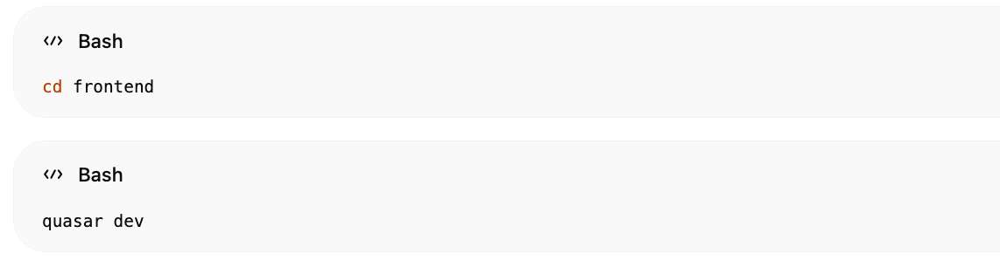 Bash
cd frontend
Bash
quasar dev